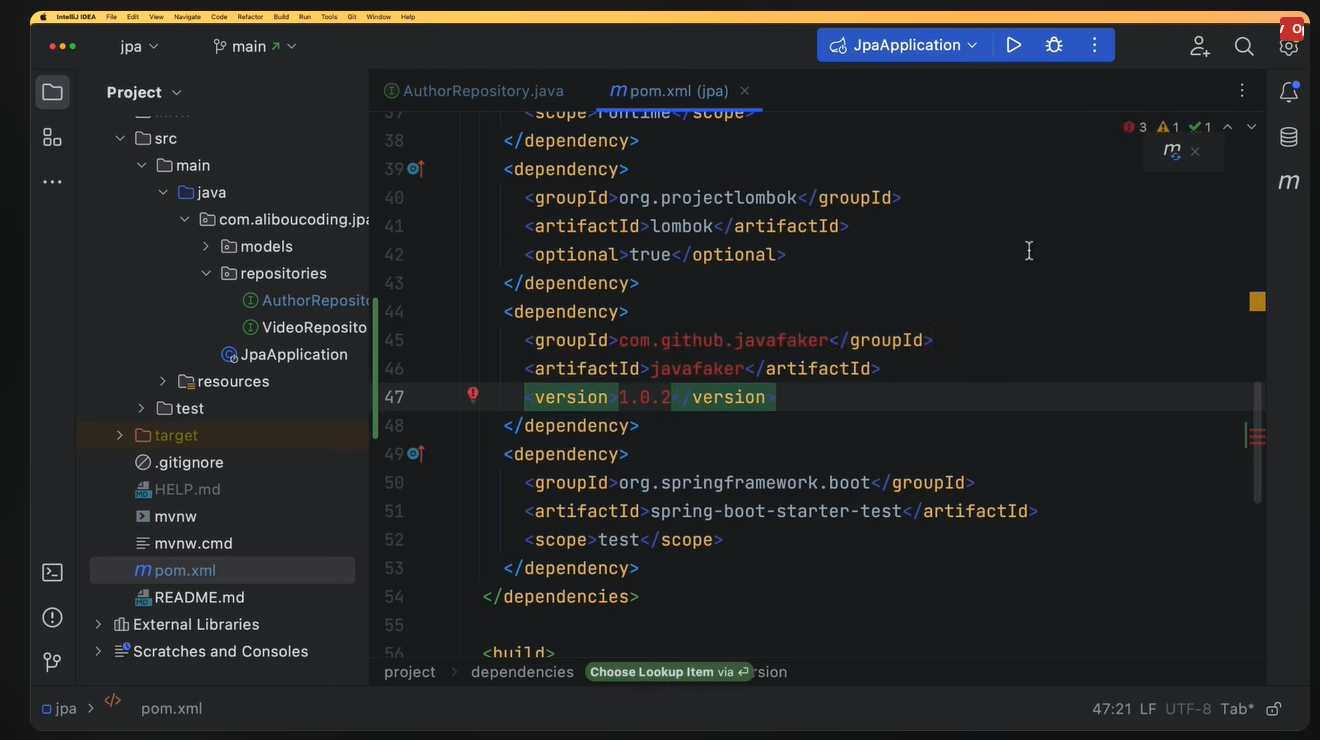 IntelliJ IDEA File Edit View Navigate Code Refactor Build Run Tools Git Window Help
jpa main JpaApplication
Project
AuthorRepository.java
pom.xml (jpa)
src
main
java
com.aliboucoding.jpa
models
repositories
AuthorReposito
VideoReposito
JpaApplication
resources
test
target
.gitignore
HELP.md
mvnw
mvnw.cmd
pom.xml
README.md
External Libraries
Scratches and Consoles
3 1 1
37 <scope>runtime</scope>
38 </dependency>
39 <dependency>
40 <groupId>org.projectlombok</groupId>
41 <artifactId>lombok</artifactId>
42 <optional>true</optional>
43 </dependency>
44 <dependency>
45 <groupId>com.github.javafaker</groupId>
46 <artifactId>javafaker</artifactId>
47 <version>1.0.2</version>
48 </dependency>
49 <dependency>
50 <groupId>org.springframework.boot</groupId>
51 <artifactId>spring-boot-starter-test</artifactId>
52 <scope>test</scope>
53 </dependency>
54 </dependencies>
55
56 <build>
project dependencies Choose Lookup Item via rsion
jpa pom.xml
47:21 LF UTF-8 Tab*